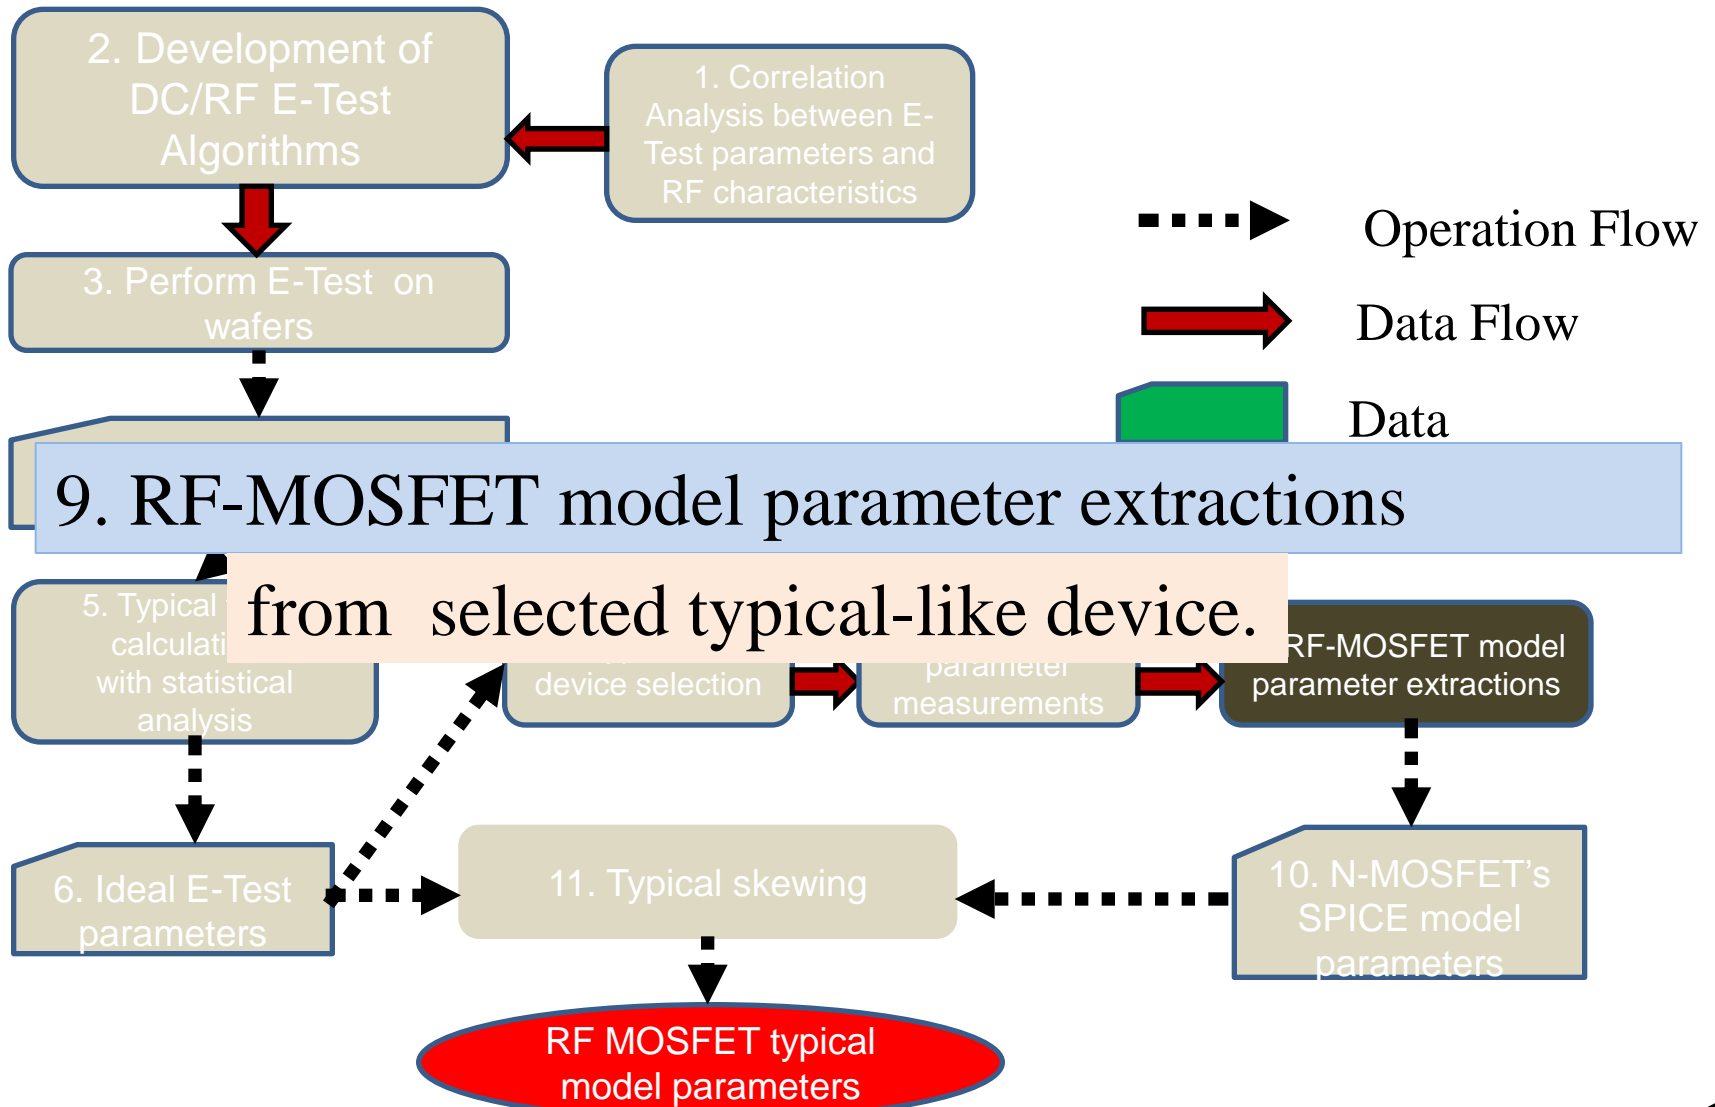 2. Development of
DC/RF E-Test
Algorithms
1. Correlation
Analysis between E-
Test parameters and
RF characteristics
Operation Flow
3. Perform E-Test on
wafers
Data Flow
Data
9. RF-MOSFET model parameter extractions
from selected typical-like device.
5. Typical
calculati
with statistical
analysis
device selection
parameter
measurements
RF-MOSFET model
parameter extractions
6. Ideal E-Test
parameters
11. Typical skewing
10. N-MOSFET's
SPICE model
parameters
RF MOSFET typical
model parameters